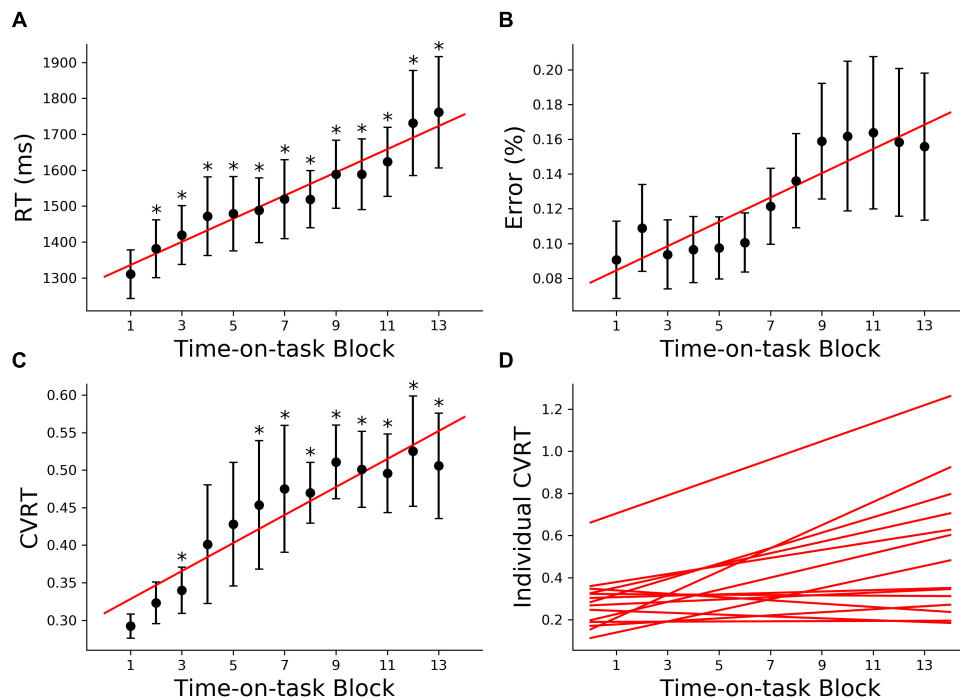 A
RT (ms)
1900
1800
1700
1600
1500
1400
1300
* * * * * * * * * * * *
1 3 5 7 9 11 13
Time-on-task Block
B
Error (%)
0.20
0.18
0.16
0.14
0.12
0.10
0.08
1 3 5 7 9 11 13
Time-on-task Block
C
CVRT
0.60
0.55
0.50
0.45
0.40
0.35
0.30
* * * * * * * * *
1 3 5 7 9 11 13
Time-on-task Block
D
Individual CVRT
1.2
1.0
0.8
0.6
0.4
0.2
1 3 5 7 9 11 13
Time-on-task Block